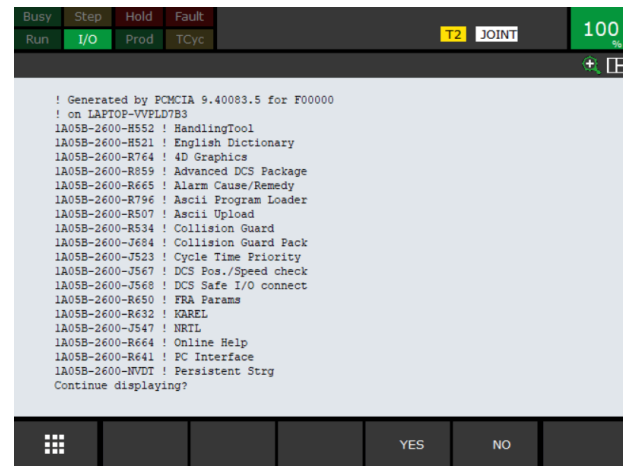 Busy Step Hold Fault
Run I/O Prod TCyc
T2 JOINT
100
%
! Generated by PCMCIA 9.40083.5 for F00000
! on LAPTOP-VVPLD7B3
1A05B-2600-H552 ! HandlingTool
1A05B-2600-H521 ! English Dictionary
1A05B-2600-R764 ! 4D Graphics
1A05B-2600-R859 ! Advanced DCS Package
1A05B-2600-R665 ! Alarm Cause/Remedy
1A05B-2600-R796 ! Ascii Program Loader
1A05B-2600-R507 ! Ascii Upload
1A05B-2600-R534 ! Collision Guard
1A05B-2600-J684 ! Collision Guard Pack
1A05B-2600-J523 ! Cycle Time Priority
1A05B-2600-J567 ! DCS Pos./Speed check
1A05B-2600-J568 ! DCS Safe I/O connect
1A05B-2600-R650 ! FRA Params
1A05B-2600-R632 ! KAREL
1A05B-2600-J547 ! NRTL
1A05B-2600-R664 ! Online Help
1A05B-2600-R641 ! PC Interface
1A05B-2600-NVDT ! Persistent Strg
Continue displaying?
YES NO